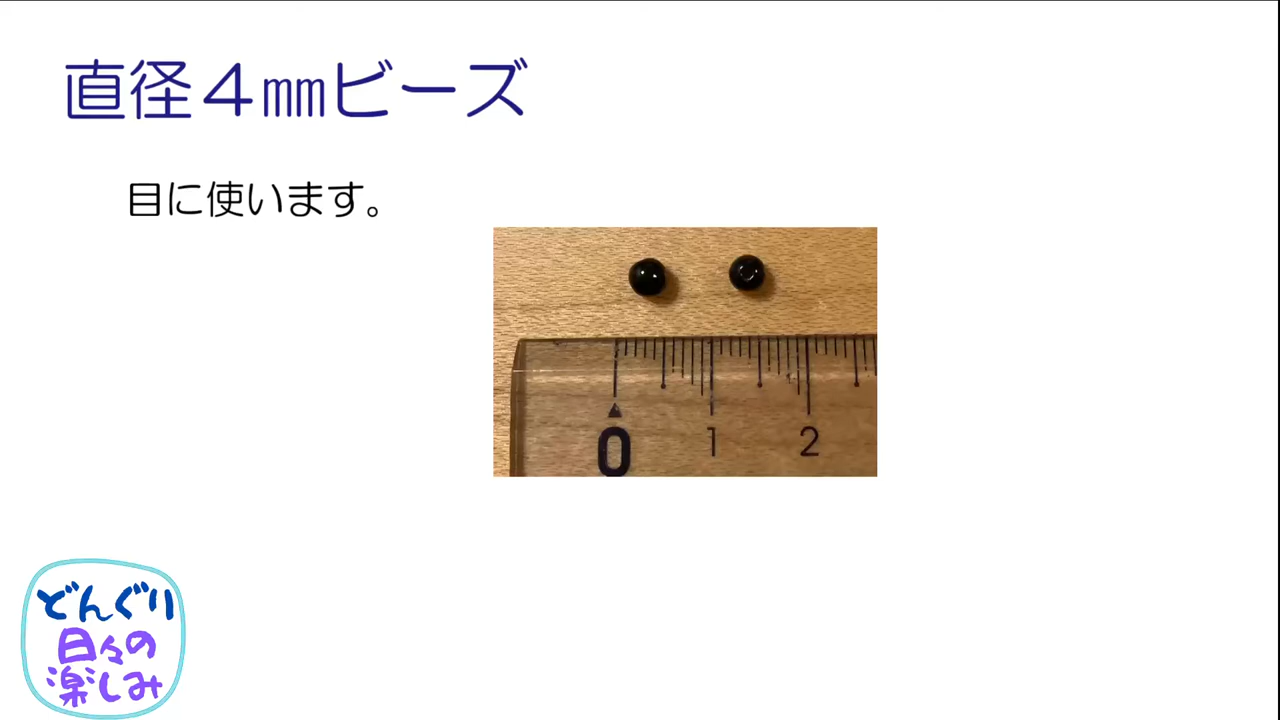 直径４㎜ビーズ
目に使います。
0 1 2
どんぐり
日々の
楽しみ